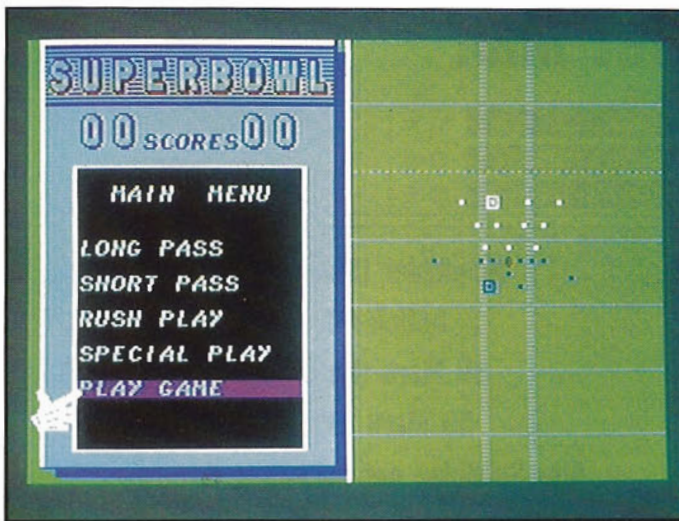 SUPERBOWL
00 SCORES 00
MAIN MENU
LONG PASS
SHORT PASS
RUSH PLAY
SPECIAL PLAY
PLAY GAME